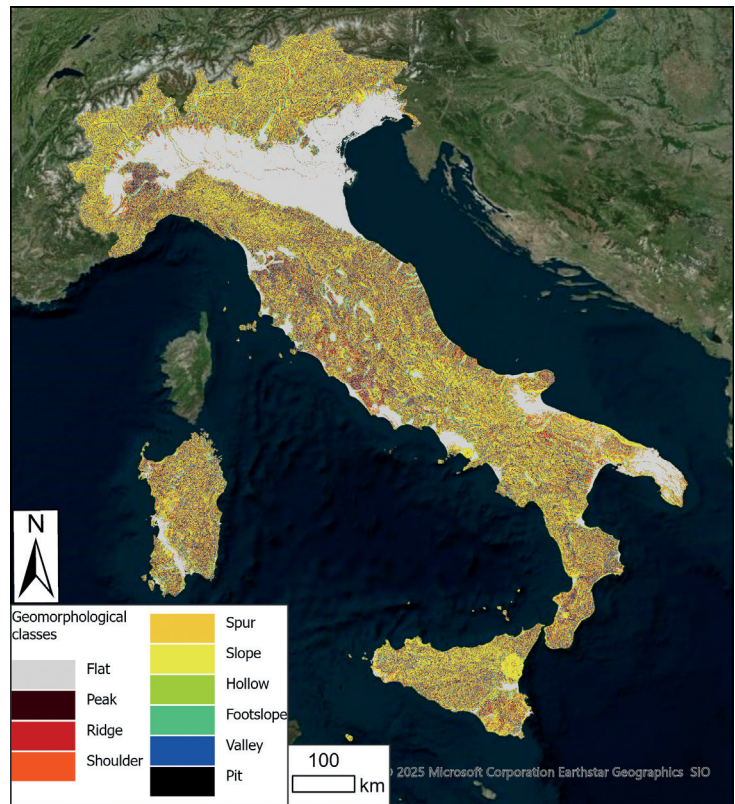 N
Geomorphological
classes
Flat
Peak
Ridge
Shoulder
Spur
Slope
Hollow
Footslope
Valley
Pit
100
km
2025 Microsoft Corporation Earthstar Geographics SIO